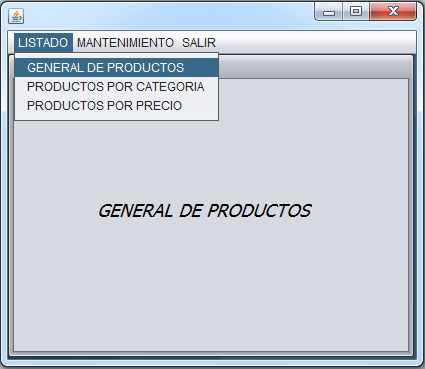 LISTADO MANTENIMIENTO SALIR
GENERAL DE PRODUCTOS
PRODUCTOS POR CATEGORIA
PRODUCTOS POR PRECIO
GENERAL DE PRODUCTOS